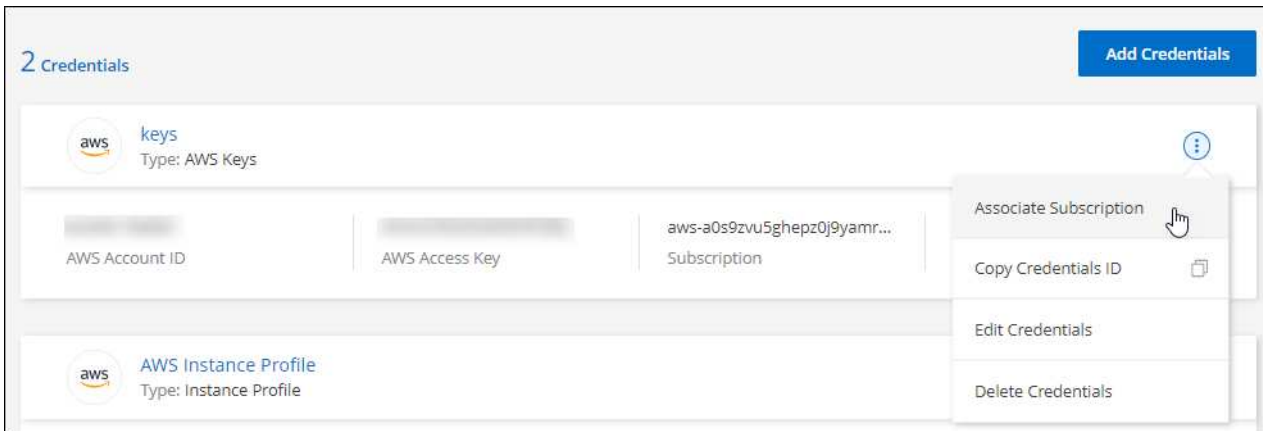 2 Credentials
Add Credentials
aws
keys
Type: AWS Keys
Associate Subscription
aws-a0s9zvu5ghepz0j9yamr...
AWS Account ID
AWS Access Key
Subscription
Copy Credentials ID
Edit Credentials
aws
AWS Instance Profile
Type: Instance Profile
Delete Credentials